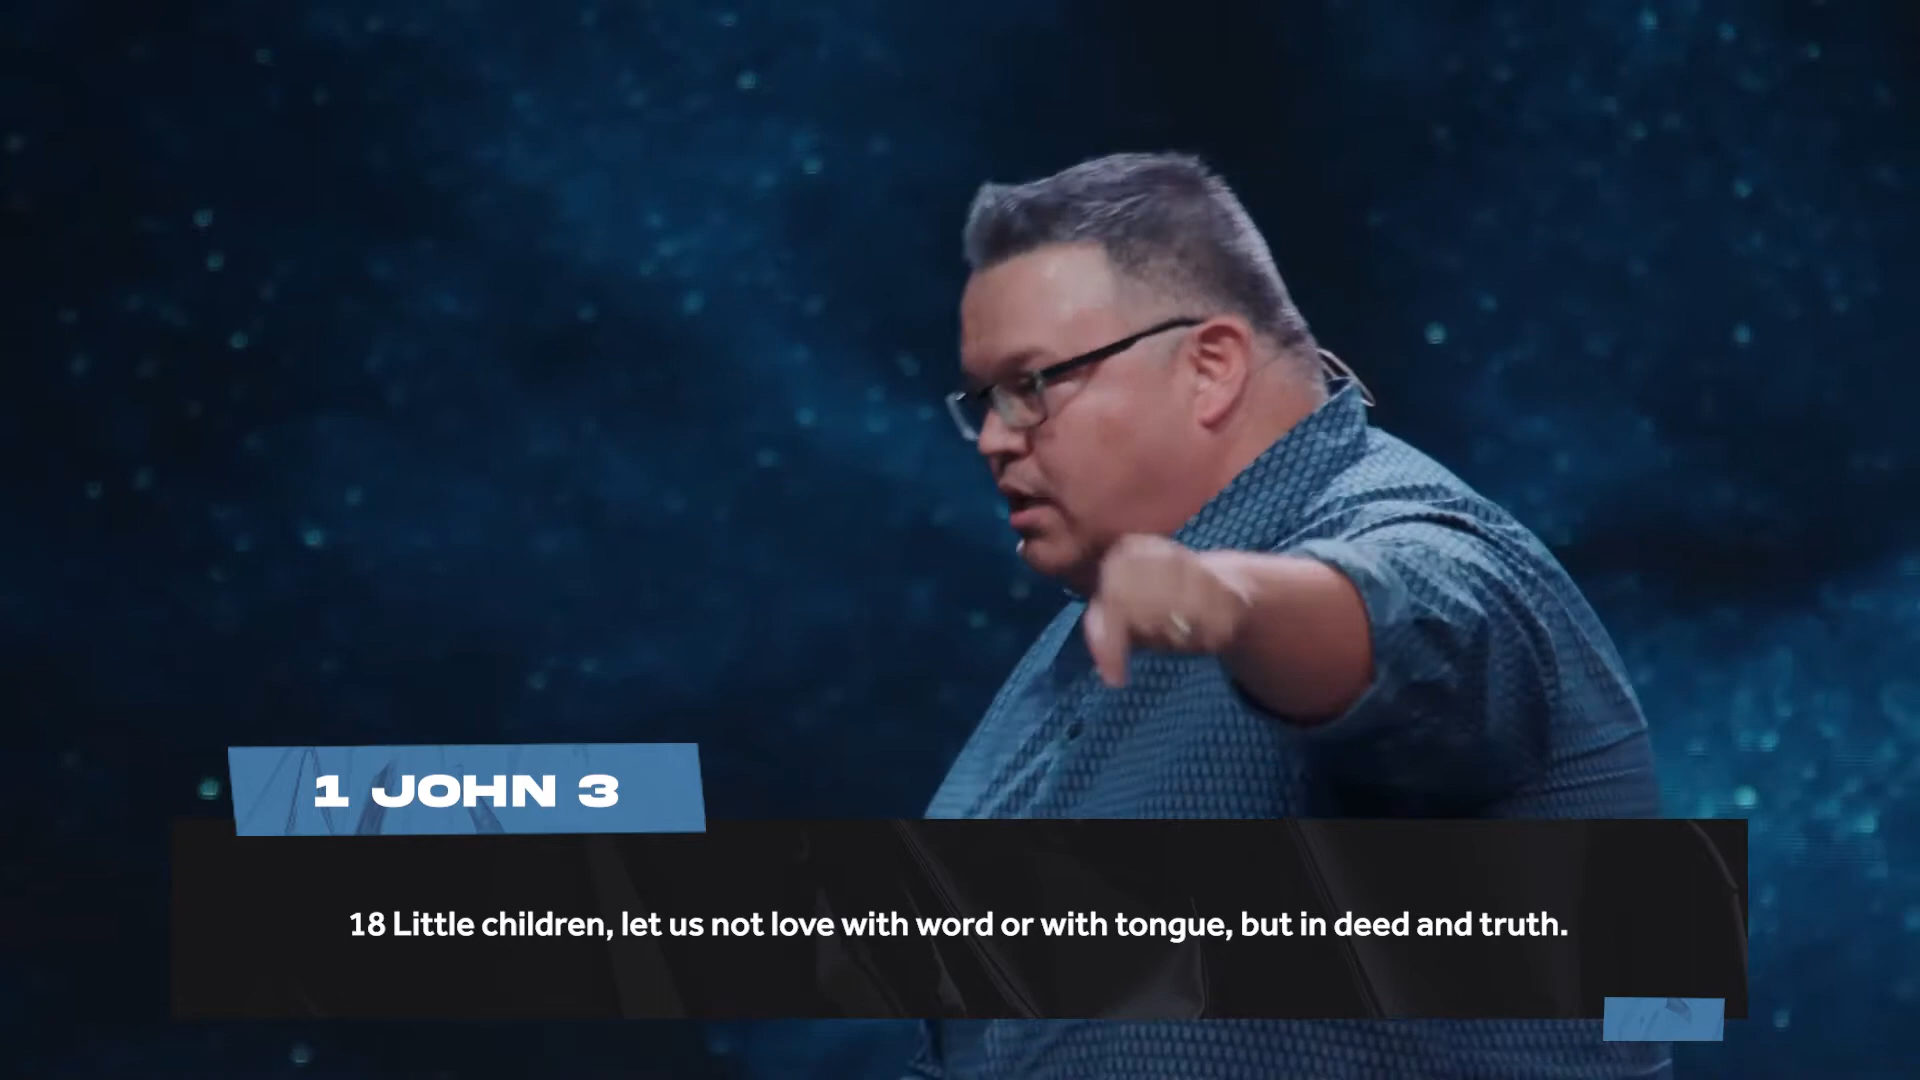 1 JOHN 3
18 Little children, let us not love with word or with tongue, but in deed and truth.